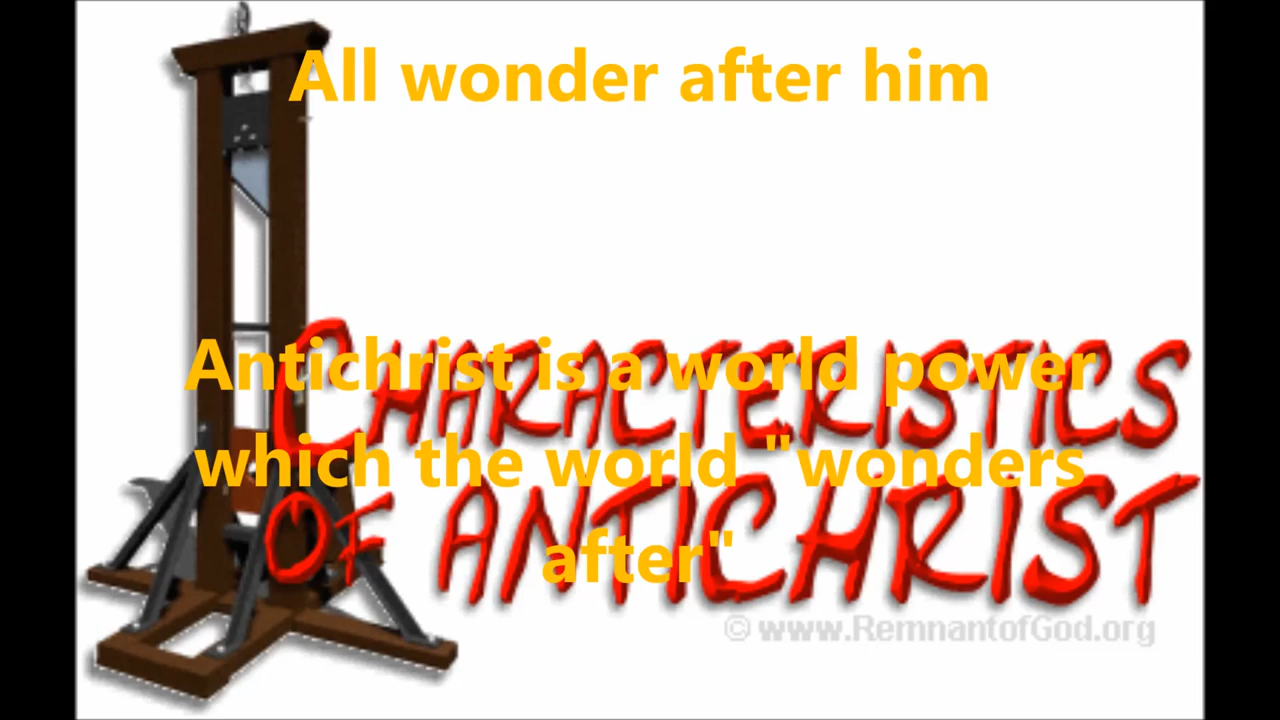 All wonder after him
Antichrist is a world power
which the world "wonders
after"
CHARACTERISTICS
OF ANTICHRIST
© www.RemnantofGod.org